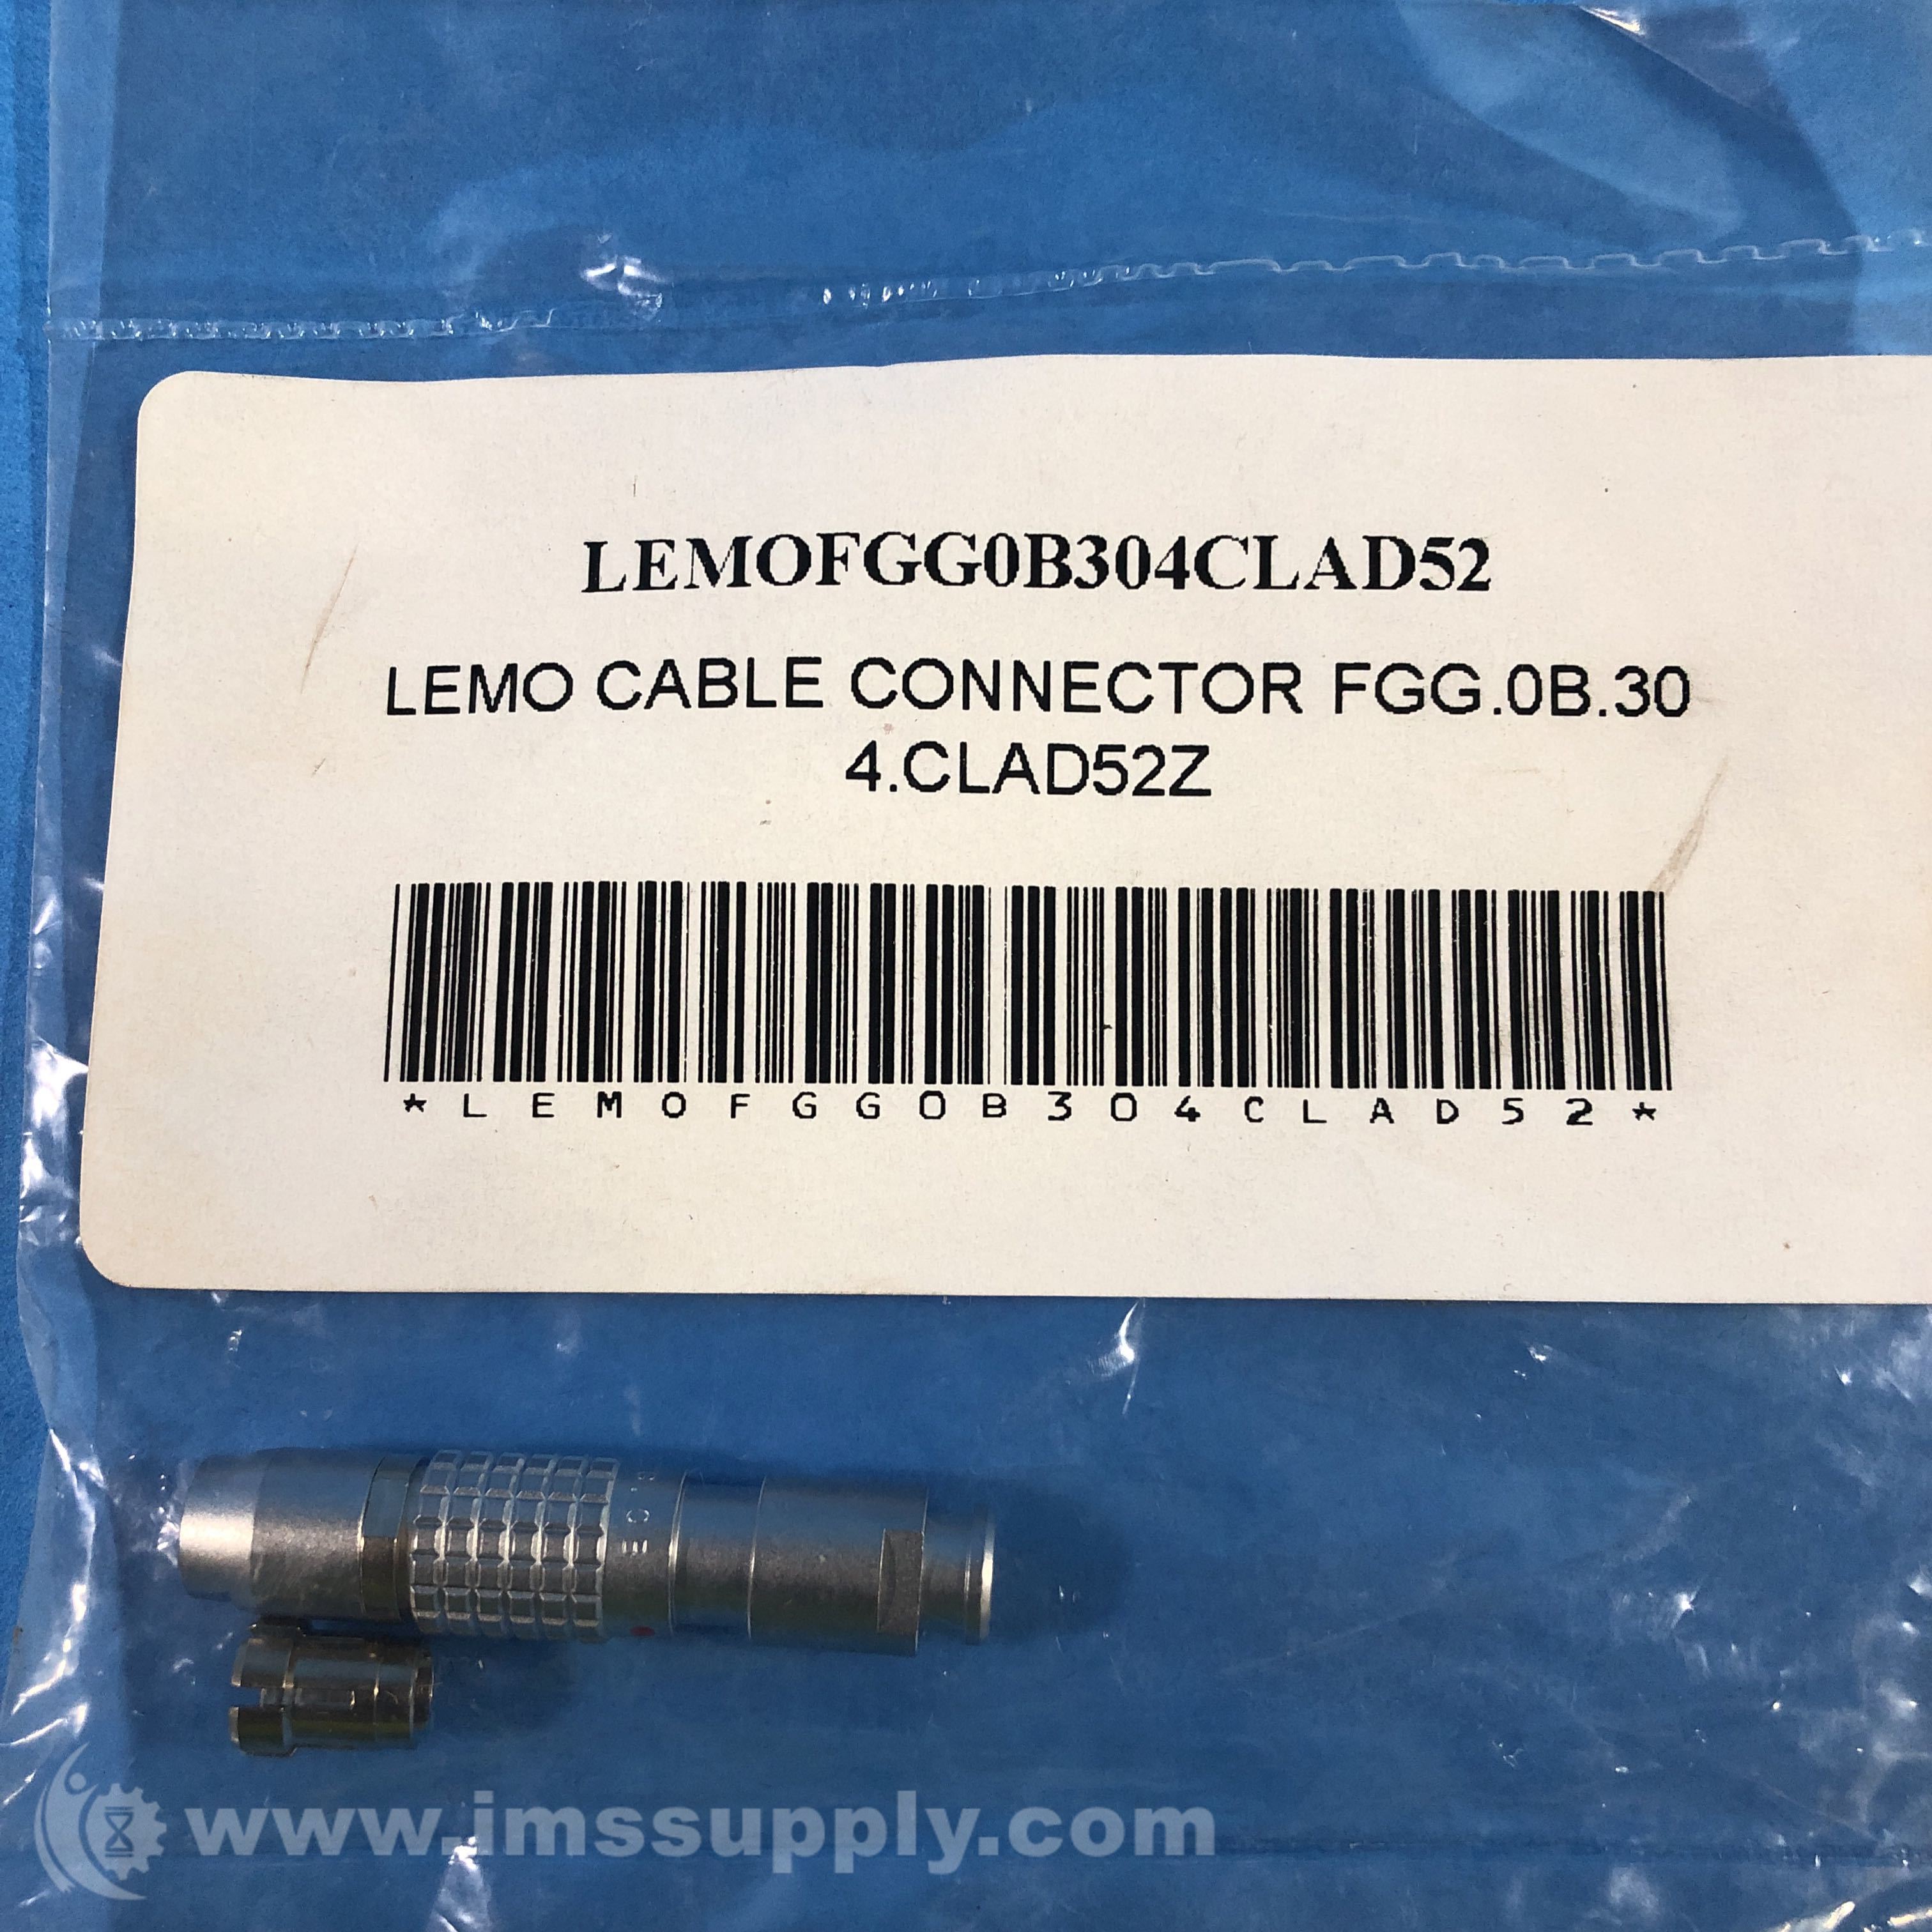 LEMOFGG0B304CLAD52
LEMO CABLE CONNECTOR FGG.0B.30
4.CLAD52Z
*LEMOFGG0B304CLAD52*
www.imssupply.com